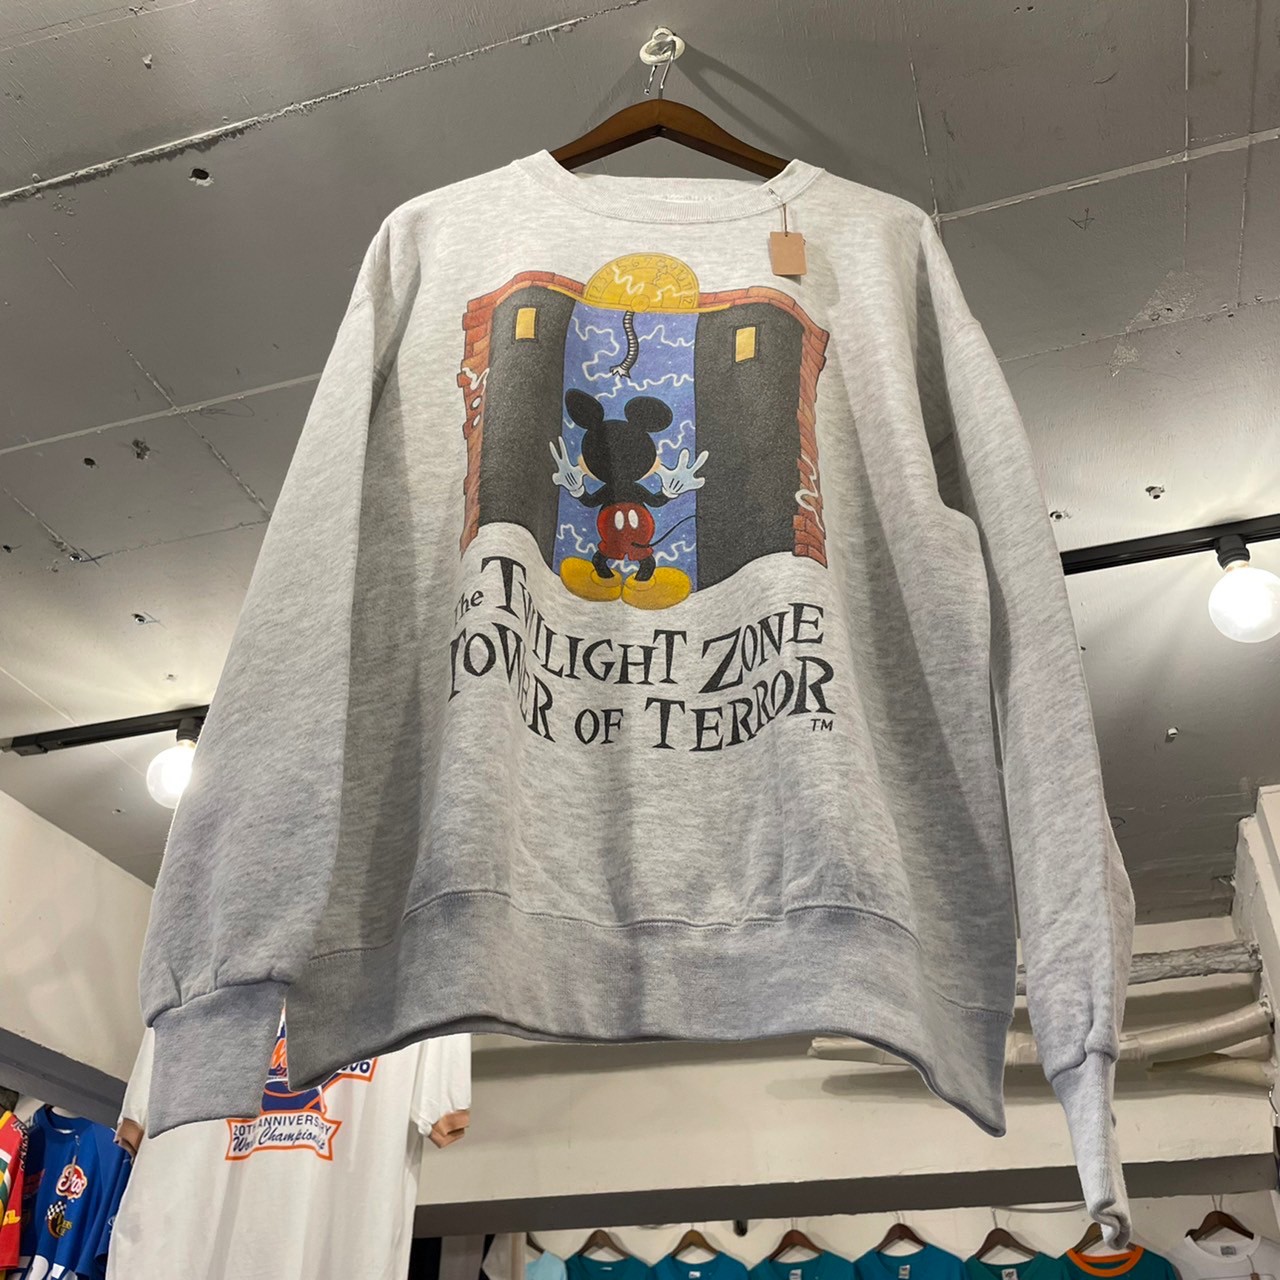 The TWILIGHT ZONE
TOWER OF TERROR
TM
20TH ANNIVERSARY
World Champions